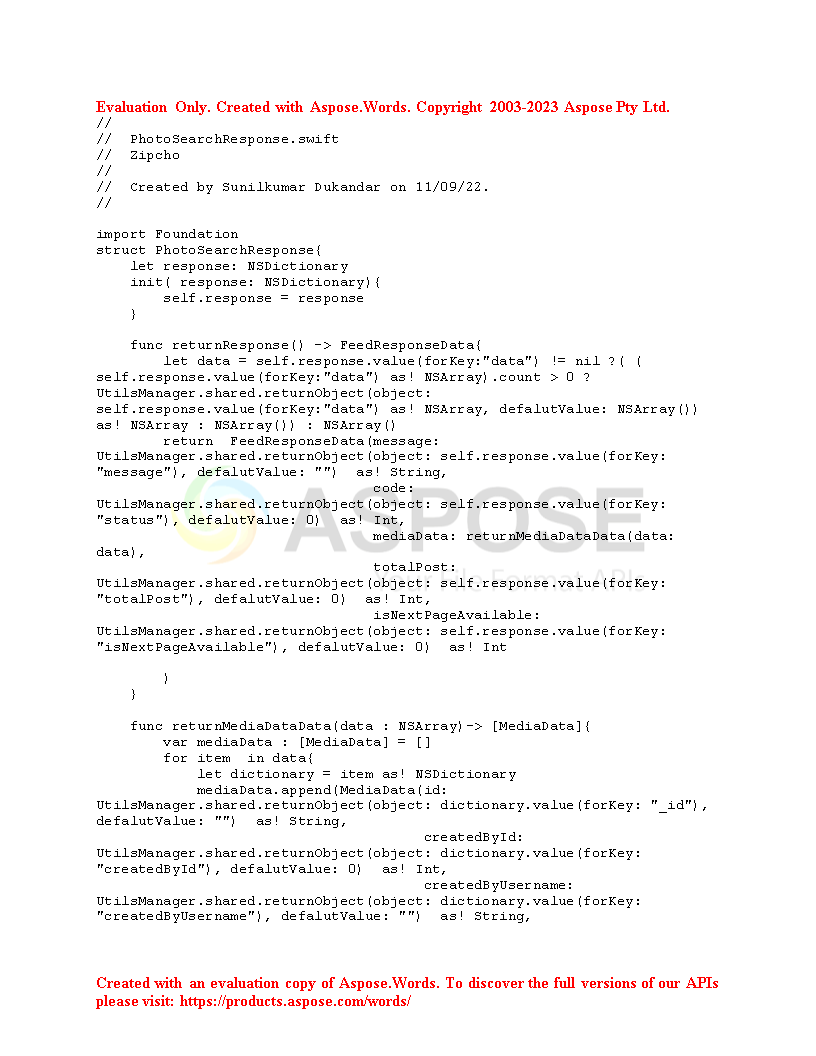 Evaluation Only. Created with Aspose.Words. Copyright 2003-2023 Aspose Pty Ltd.
//
//  PhotoSearchResponse.swift
//  Zipcho
//
//  Created by Sunilkumar Dukandar on 11/09/22.
//

import Foundation
struct PhotoSearchResponse{
    let response: NSDictionary
    init( response: NSDictionary){
        self.response = response
    }

    func returnResponse() -> FeedResponseData{
        let data = self.response.value(forKey:"data") != nil ?( (
self.response.value(forKey:"data") as! NSArray).count > 0 ?
UtilsManager.shared.returnObject(object:
self.response.value(forKey:"data") as! NSArray, defalutValue: NSArray())
as! NSArray : NSArray()) : NSArray()
        return  FeedResponseData(message:
UtilsManager.shared.returnObject(object: self.response.value(forKey:
"message"), defalutValue: "")  as! String,
                                 code:
UtilsManager.shared.returnObject(object: self.response.value(forKey:
"status"), defalutValue: 0)  as! Int,
                                 mediaData: returnMediaDataData(data:
data),
                                 totalPost:
UtilsManager.shared.returnObject(object: self.response.value(forKey:
"totalPost"), defalutValue: 0)  as! Int,
                                 isNextPageAvailable:
UtilsManager.shared.returnObject(object: self.response.value(forKey:
"isNextPageAvailable"), defalutValue: 0)  as! Int

        )
    }

    func returnMediaDataData(data : NSArray)-> [MediaData]{
        var mediaData : [MediaData] = []
        for item  in data{
            let dictionary = item as! NSDictionary
            mediaData.append(MediaData(id:
UtilsManager.shared.returnObject(object: dictionary.value(forKey: "_id"),
defalutValue: "")  as! String,
                                       createdById:
UtilsManager.shared.returnObject(object: dictionary.value(forKey:
"createdById"), defalutValue: 0)  as! Int,
                                       createdByUsername:
UtilsManager.shared.returnObject(object: dictionary.value(forKey:
"createdByUsername"), defalutValue: "")  as! String,
ASPOSE
File Format API
Created with an evaluation copy of Aspose.Words. To discover the full versions of our APIs
please visit: https://products.aspose.com/words/